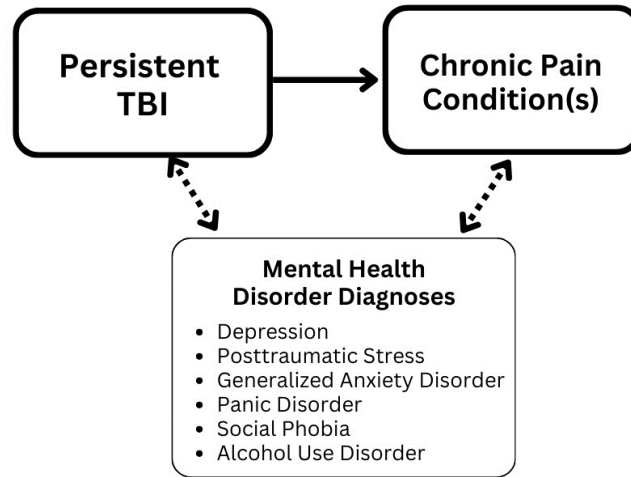 Persistent
TBI
Chronic Pain
Condition(s)
Mental Health
Disorder Diagnoses
• Depression
• Posttraumatic Stress
• Generalized Anxiety Disorder
• Panic Disorder
• Social Phobia
• Alcohol Use Disorder